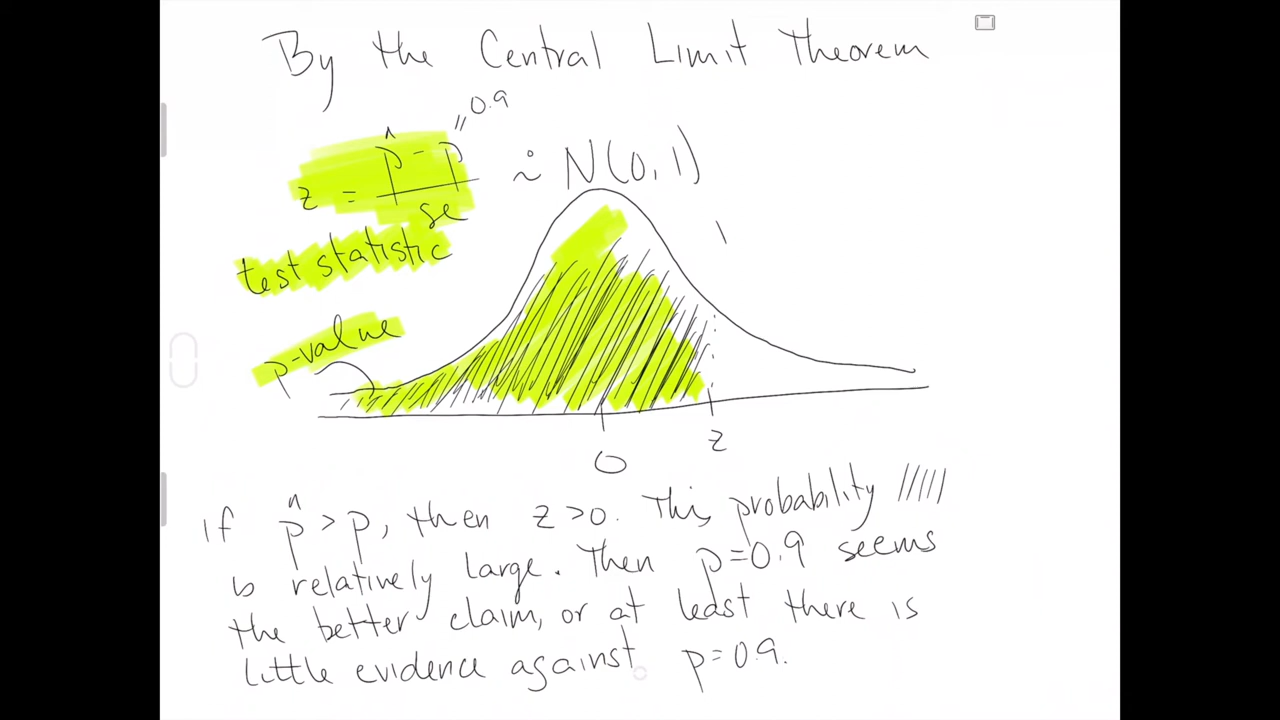 By the Central Limit Theorem
"0.9
z = p̂ - p / se ~ N(0,1)
test statistic
p-value
0
z
If p̂ > p, then z > 0. This probability /////
is relatively large. Then p=0.9 seems
the better claim, or at least there is
little evidence against p=0.9.